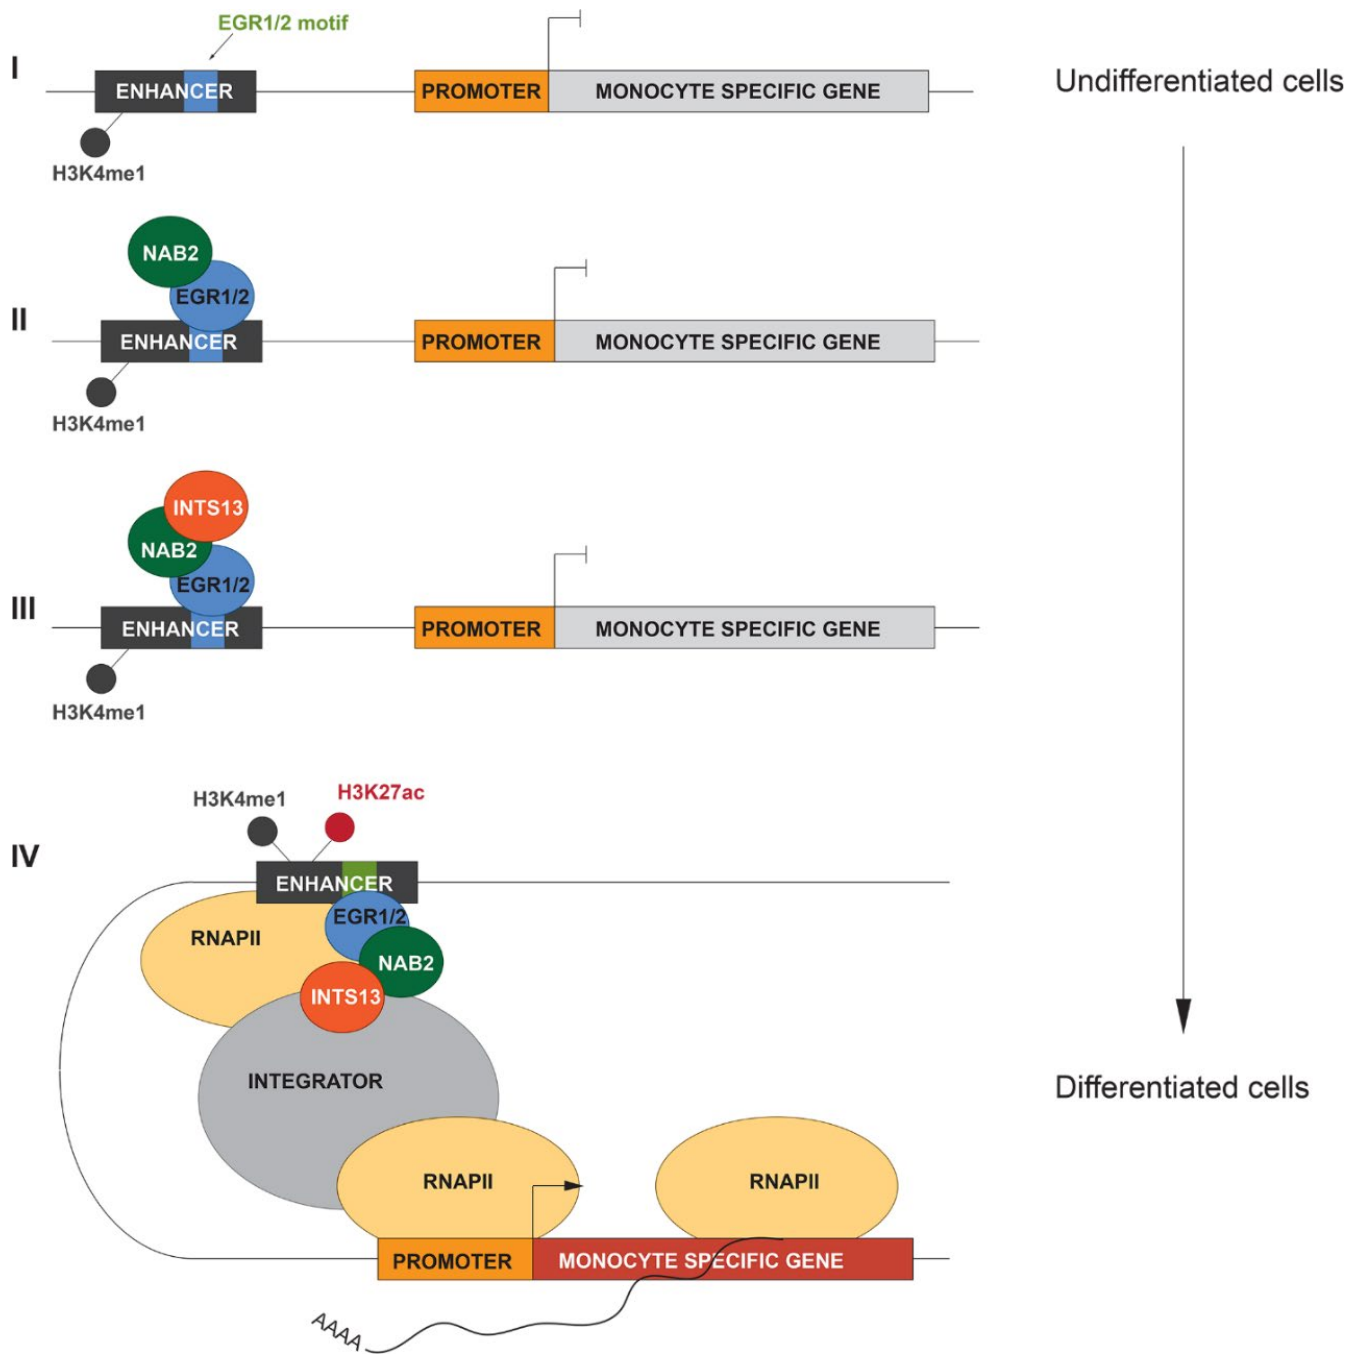 EGR1/2 motif
I
ENHANCER
PROMOTER
MONOCYTE SPECIFIC GENE
Undifferentiated cells
H3K4me1
NAB2
EGR1/2
II
ENHANCER
PROMOTER
MONOCYTE SPECIFIC GENE
H3K4me1
INTS13
NAB2
EGR1/2
III
ENHANCER
PROMOTER
MONOCYTE SPECIFIC GENE
H3K4me1
H3K4me1
H3K27ac
IV
ENHANCER
EGR1/2
RNAPII
NAB2
INTS13
INTEGRATOR
Differentiated cells
RNAPII
RNAPII
PROMOTER
MONOCYTE SPECIFIC GENE
AAAA